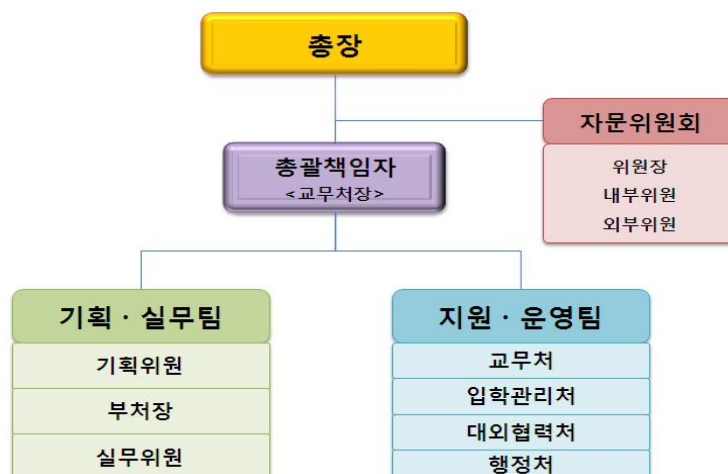 총장
자문위원회
위원장
내부위원
외부위원
총괄책임자
<교무처장>
기획 · 실무팀
기획위원
부처장
실무위원
지원 · 운영팀
교무처
입학관리처
대외협력처
행정처